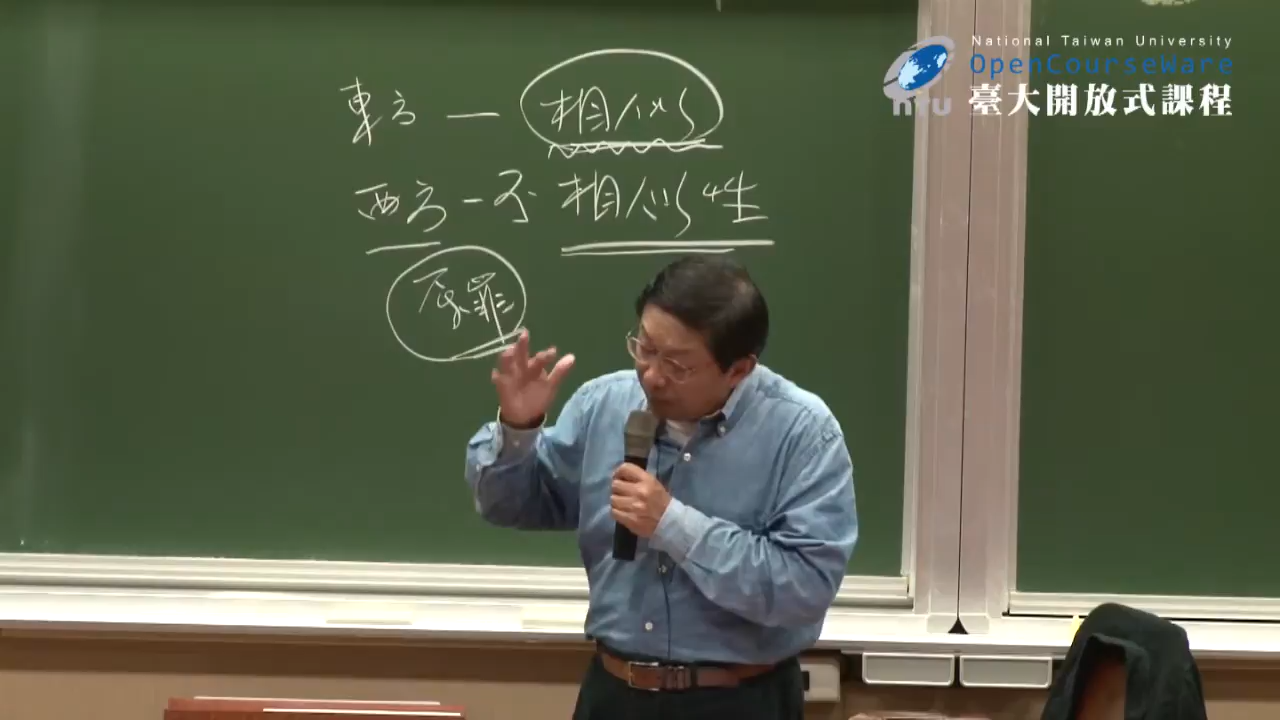 東方 — 相似
西方 - 不相似性
原罪
National Taiwan University
OpenCourseWare
臺大開放式課程
ntu